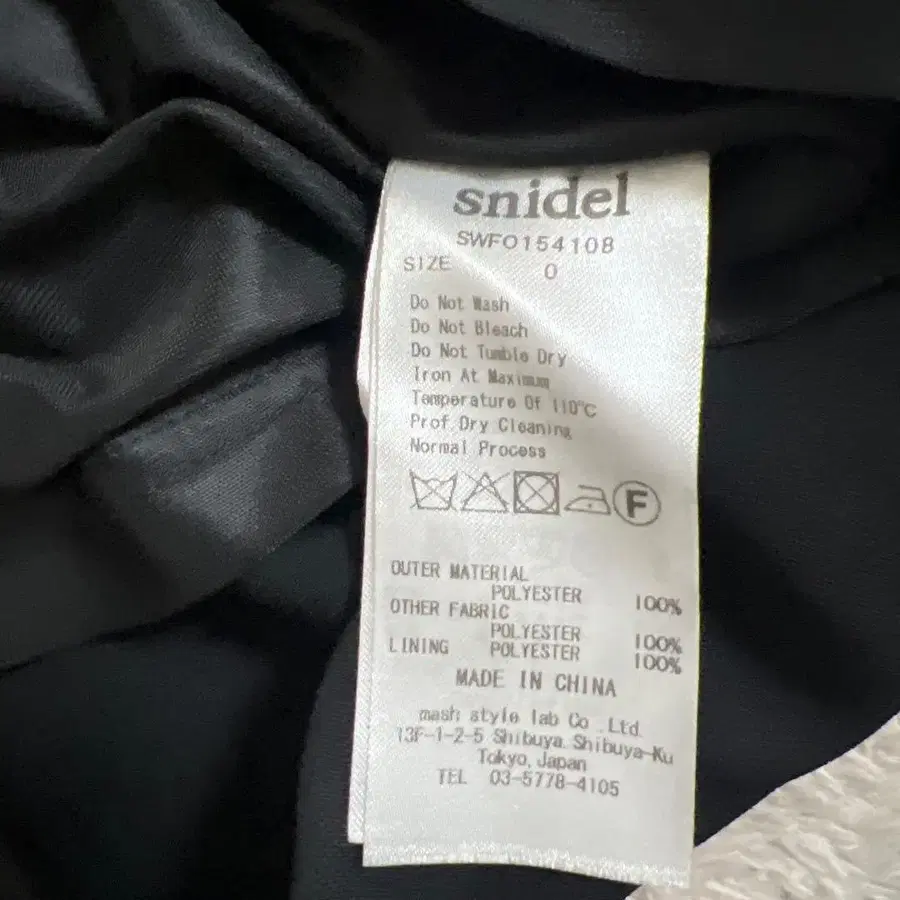 snidel
SWFO154108
SIZE 0
Do Not Wash
Do Not Bleach
Do Not Tumble Dry
Iron At Maximum
Temperature Of 110℃
Prof.Dry Cleaning
Normal Process
F
OUTER MATERIAL
POLYESTER 100%
OTHER FABRIC
POLYESTER 100%
LINING POLYESTER 100%
MADE IN CHINA
mash style lab Co .Ltd.
13F-1-2-5 Shibuya Shibuya-Ku
Tokyo,Japan
TEL 03-5778-4105